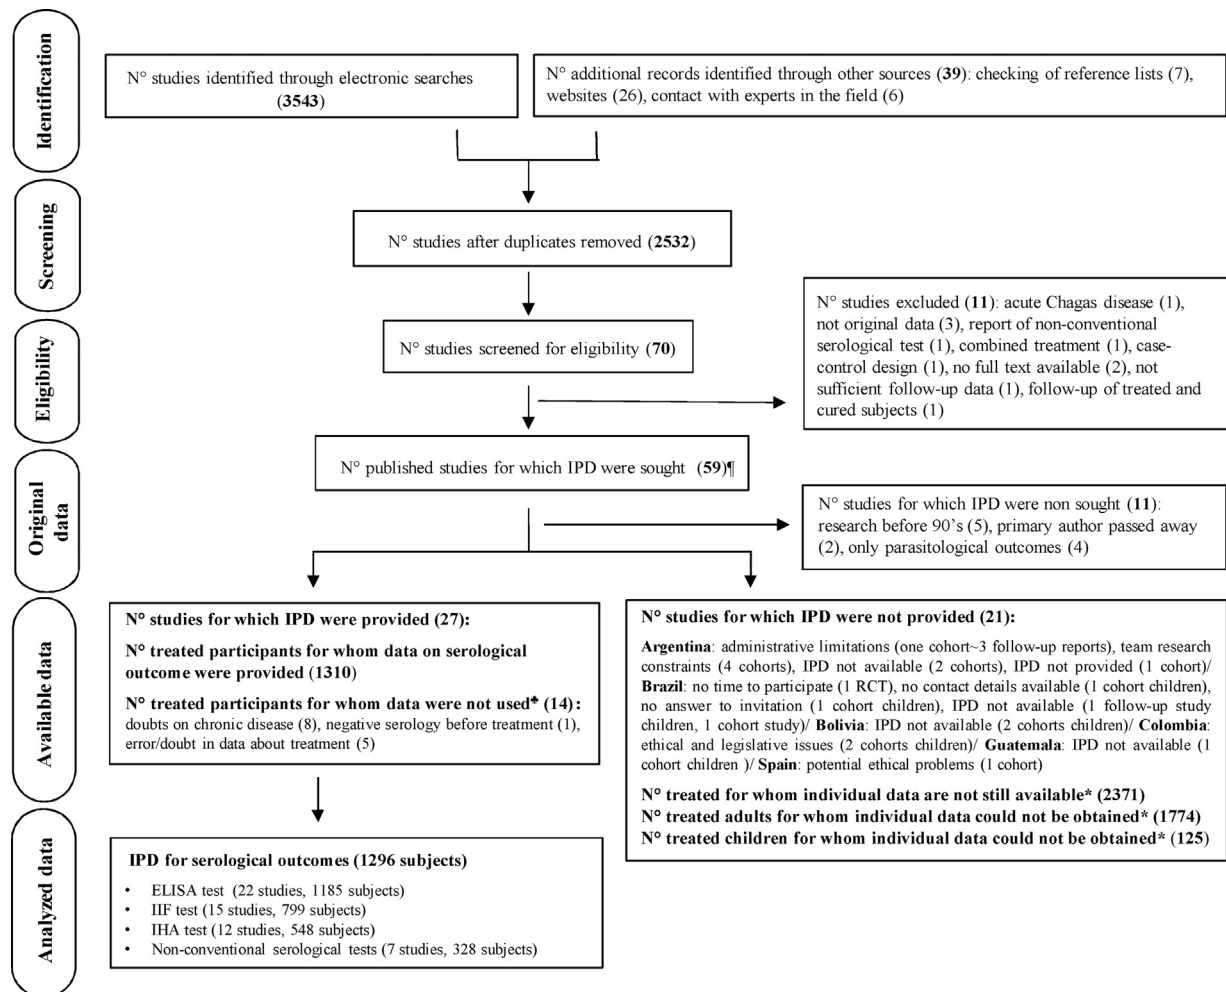 Identification
N° studies identified through electronic searches
(3543)
N° additional records identified through other sources (39): checking of reference lists (7),
websites (26), contact with experts in the field (6)
Screening
N° studies after duplicates removed (2532)
Eligibility
N° studies screened for eligibility (70)
N° studies excluded (11): acute Chagas disease (1),
not original data (3), report of non-conventional
serological test (1), combined treatment (1), case-
control design (1), no full text available (2), not
sufficient follow-up data (1), follow-up of treated and
cured subjects (1)
Original
data
N° published studies for which IPD were sought (59)¶
N° studies for which IPD were non sought (11):
research before 90's (5), primary author passed away
(2), only parasitological outcomes (4)
Available data
N° studies for which IPD were provided (27):
N° treated participants for whom data on serological
outcome were provided (1310)
N° treated participants for whom data were not used♣ (14):
doubts on chronic disease (8), negative serology before treatment (1),
error/doubt in data about treatment (5)
N° studies for which IPD were not provided (21):
Argentina: administrative limitations (one cohort~3 follow-up reports), team research
constraints (4 cohorts), IPD not available (2 cohorts), IPD not provided (1 cohort)/
Brazil: no time to participate (1 RCT), no contact details available (1 cohort children),
no answer to invitation (1 cohort children), IPD not available (1 follow-up study
children, 1 cohort study)/ Bolivia: IPD not available (2 cohorts children)/ Colombia:
ethical and legislative issues (2 cohorts children)/ Guatemala: IPD not available (1
cohort children )/ Spain: potential ethical problems (1 cohort)
N° treated for whom individual data are not still available* (2371)
N° treated adults for whom individual data could not be obtained* (1774)
N° treated children for whom individual data could not be obtained* (125)
Analyzed data
IPD for serological outcomes (1296 subjects)
• ELISA test (22 studies, 1185 subjects)
• IIF test (15 studies, 799 subjects)
• IHA test (12 studies, 548 subjects)
• Non-conventional serological tests (7 studies, 328 subjects)